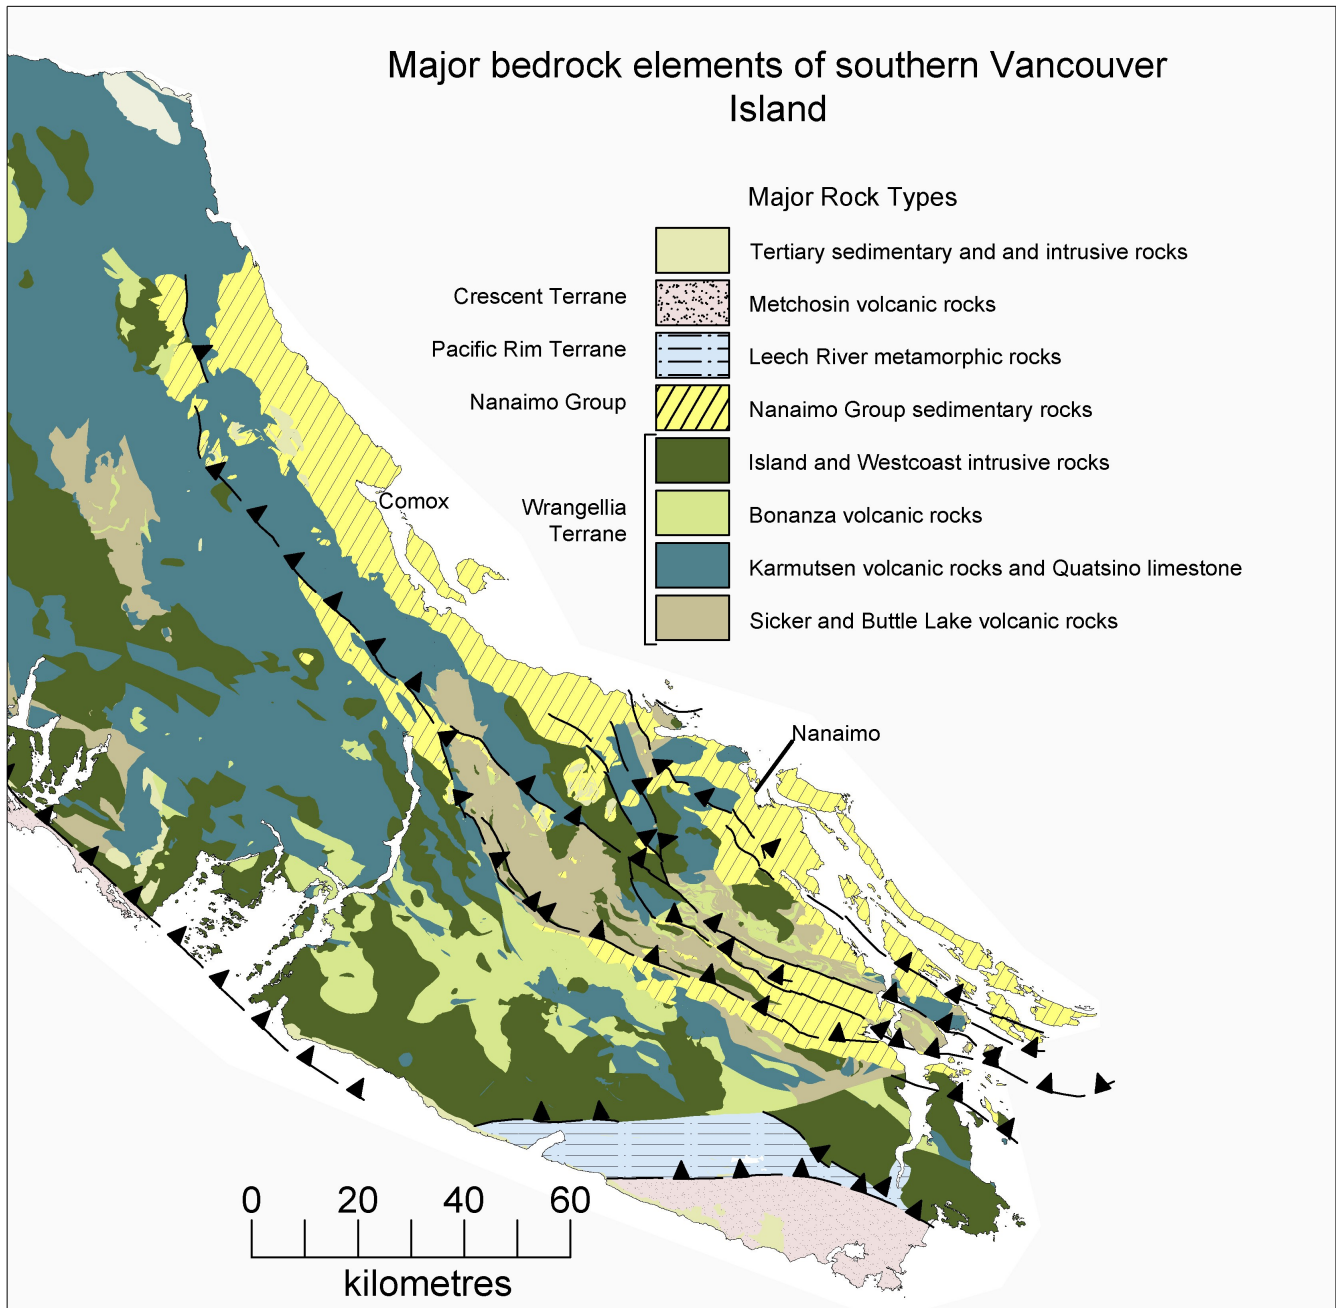 Major bedrock elements of southern Vancouver
Island
Major Rock Types
Tertiary sedimentary and and intrusive rocks
Crescent Terrane
Metchosin volcanic rocks
Pacific Rim Terrane
Leech River metamorphic rocks
Nanaimo Group
Nanaimo Group sedimentary rocks
Island and Westcoast intrusive rocks
Wrangellia
Terrane
Bonanza volcanic rocks
Karmutsen volcanic rocks and Quatsino limestone
Sicker and Buttle Lake volcanic rocks
Comox
Nanaimo
0 20 40 60
kilometres